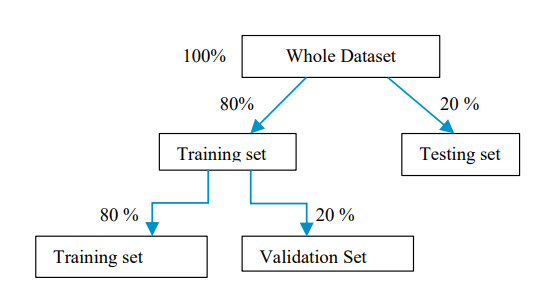 100% Whole Dataset
80% 20 %
Training set Testing set
80 % 20 %
Training set Validation Set